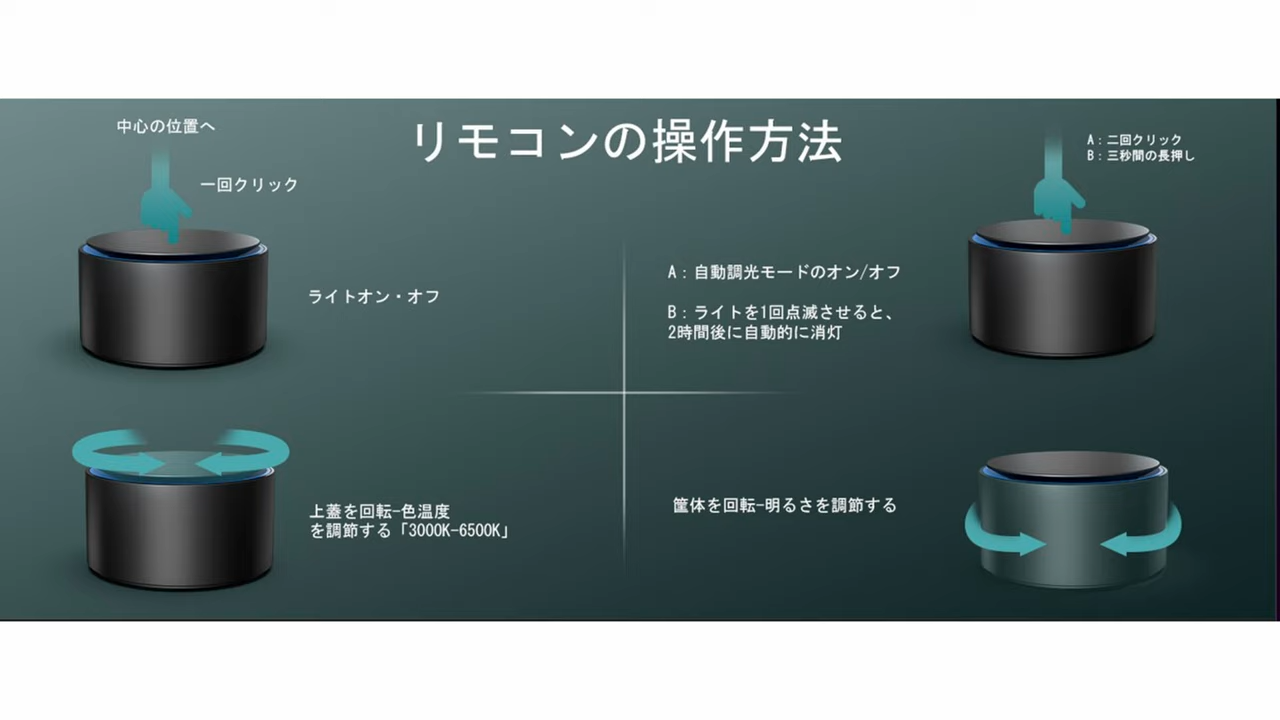 リモコンの操作方法
中心の位置へ
一回クリック
ライトオン・オフ
A：二回クリック
B：三秒間の長押し
A：自動調光モードのオン/オフ
B：ライトを1回点滅させると、
2時間後に自動的に消灯
上蓋を回転-色温度
を調節する「3000K-6500K」
筐体を回転-明るさを調節する